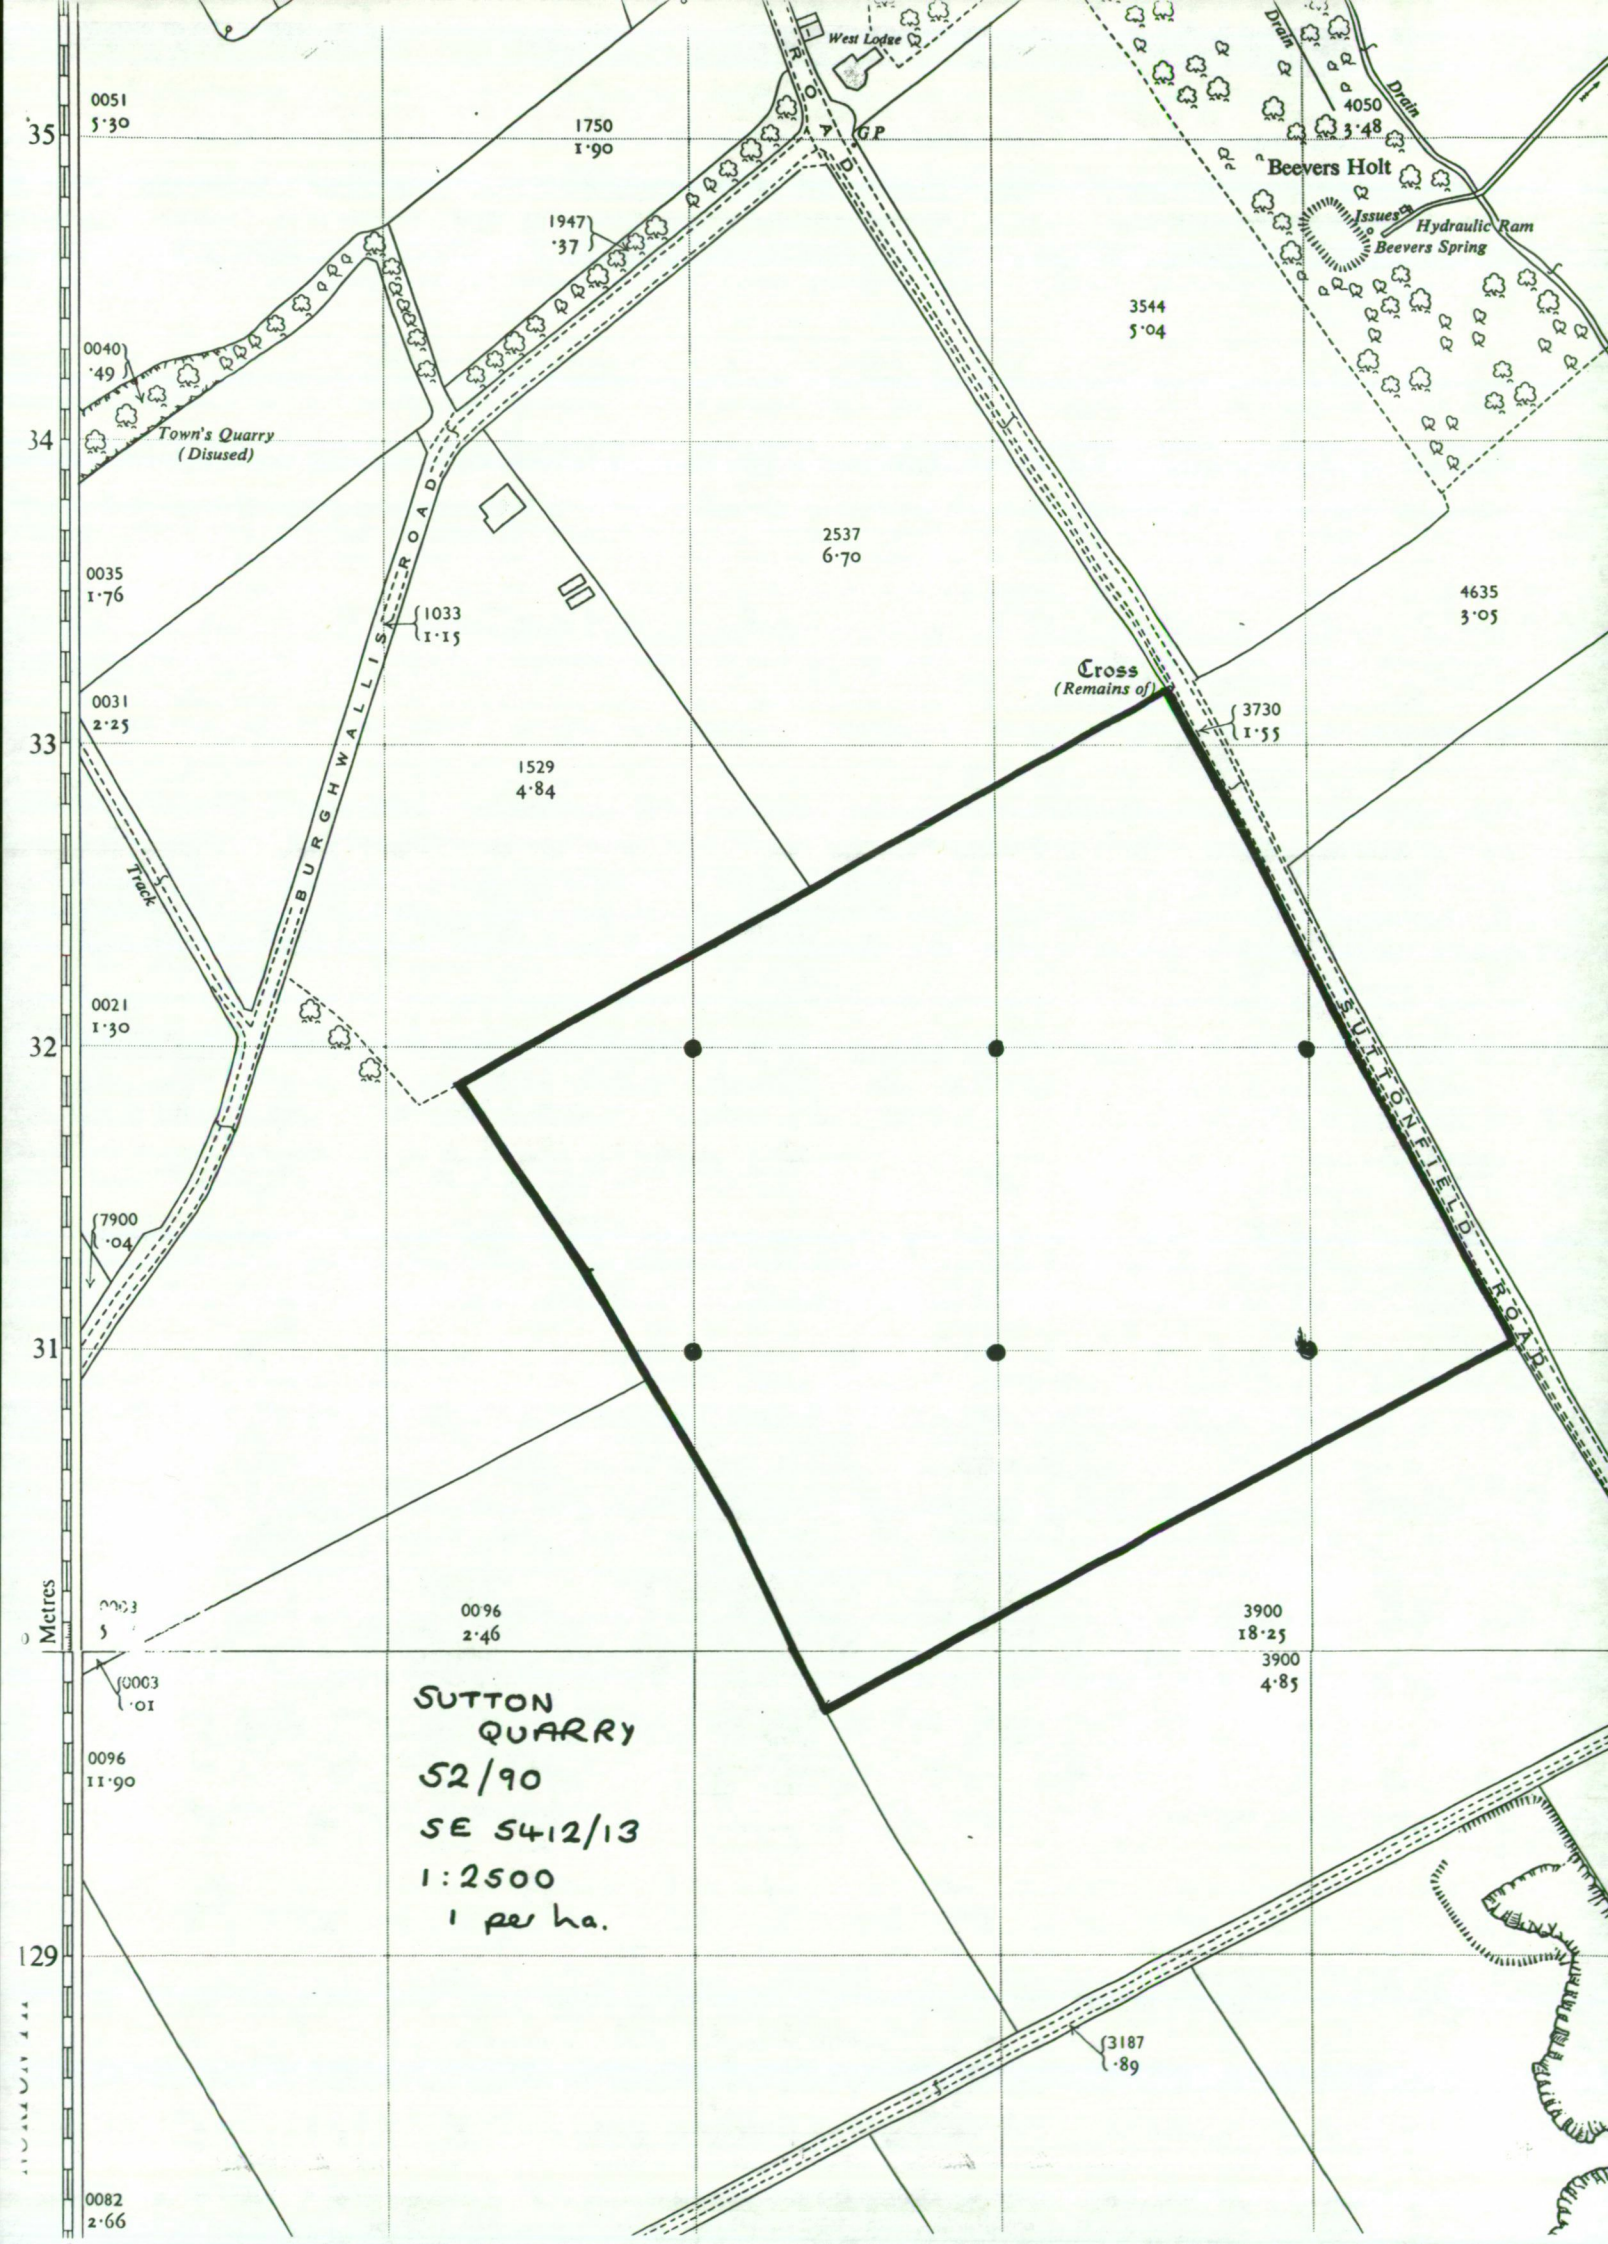 West Lodge
Drain
Drain
0051
5·30
4050
3·48
35
1750
1·90
ROAD
GP
Beevers Holt
1947
·37
Issues
Hydraulic Ram
Beevers Spring
3544
5·04
0040
·49
34
Town's Quarry
(Disused)
2537
6·70
0035
1·76
4635
3·05
1033
1·15
BURGHWALLIS ROAD
Cross
(Remains of)
0031
2·25
3730
1·55
33
1529
4·84
Track
0021
1·30
32
SUTTONFIELD ROAD
7900
·04
31
Metres
0003
5
0096
2·46
3900
18·25
3900
4·85
0
0003
·01
SUTTON
QUARRY
52/90
SE 5412/13
1:2500
1 per ha.
0096
11·90
129
3187
·89
0082
2·66